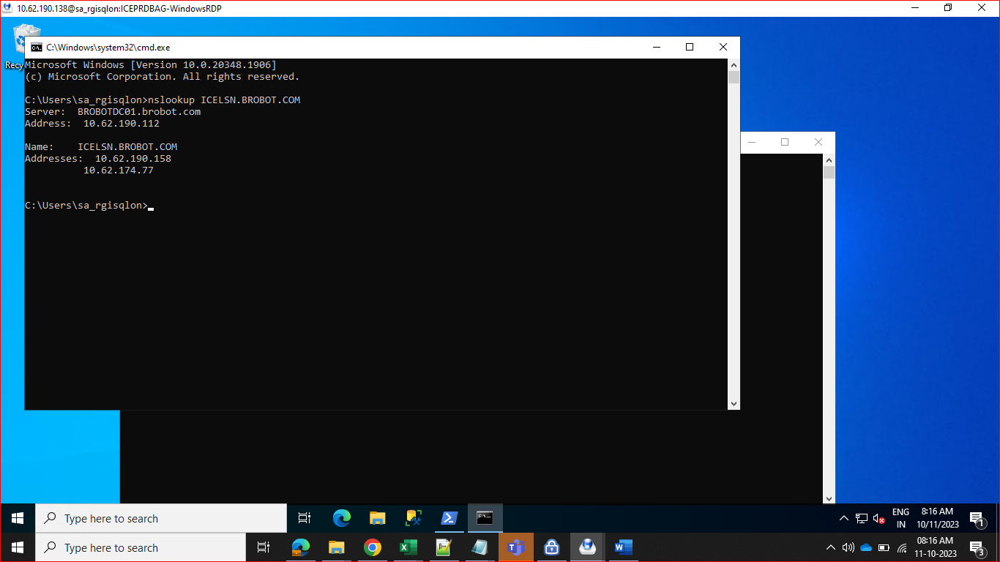 10.62.190.138@sa_rgisqlon:ICEPRDBAG-WindowsRDP
C:\Windows\system32\cmd.exe
Recy
Microsoft Windows [Version 10.0.20348.1906]
(c) Microsoft Corporation. All rights reserved.
C:\Users\sa_rgisqlon>nslookup ICELSN.BROBOT.COM
Server:  BROBOTDC01.brobot.com
Address:  10.62.190.112
Name:    ICELSN.BROBOT.COM
Addresses:  10.62.190.158
10.62.174.77
C:\Users\sa_rgisqlon>
Type here to search
ENG
IN
8:16 AM
10/11/2023
1
Type here to search
08:16 AM
11-10-2023
3